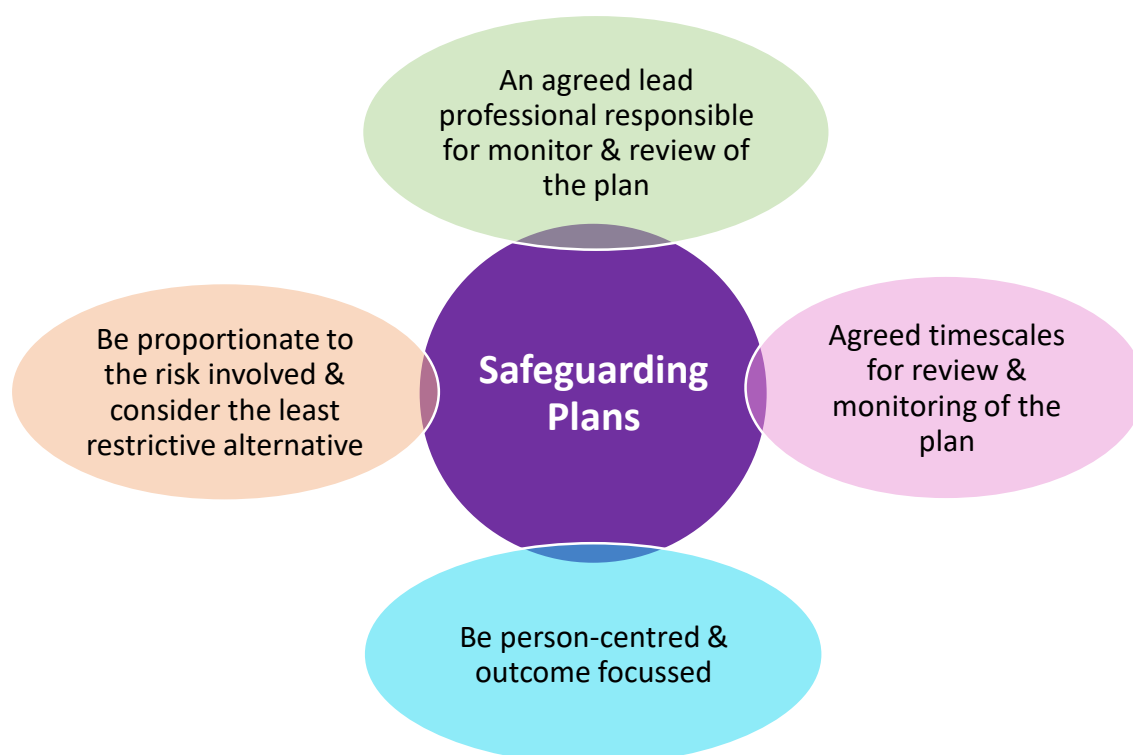 An agreed lead
professional responsible
for monitor & review of
the plan
Be proportionate to
the risk involved &
consider the least
restrictive alternative
Safeguarding
Plans
Agreed timescales
for review &
monitoring of the
plan
Be person-centred &
outcome focussed